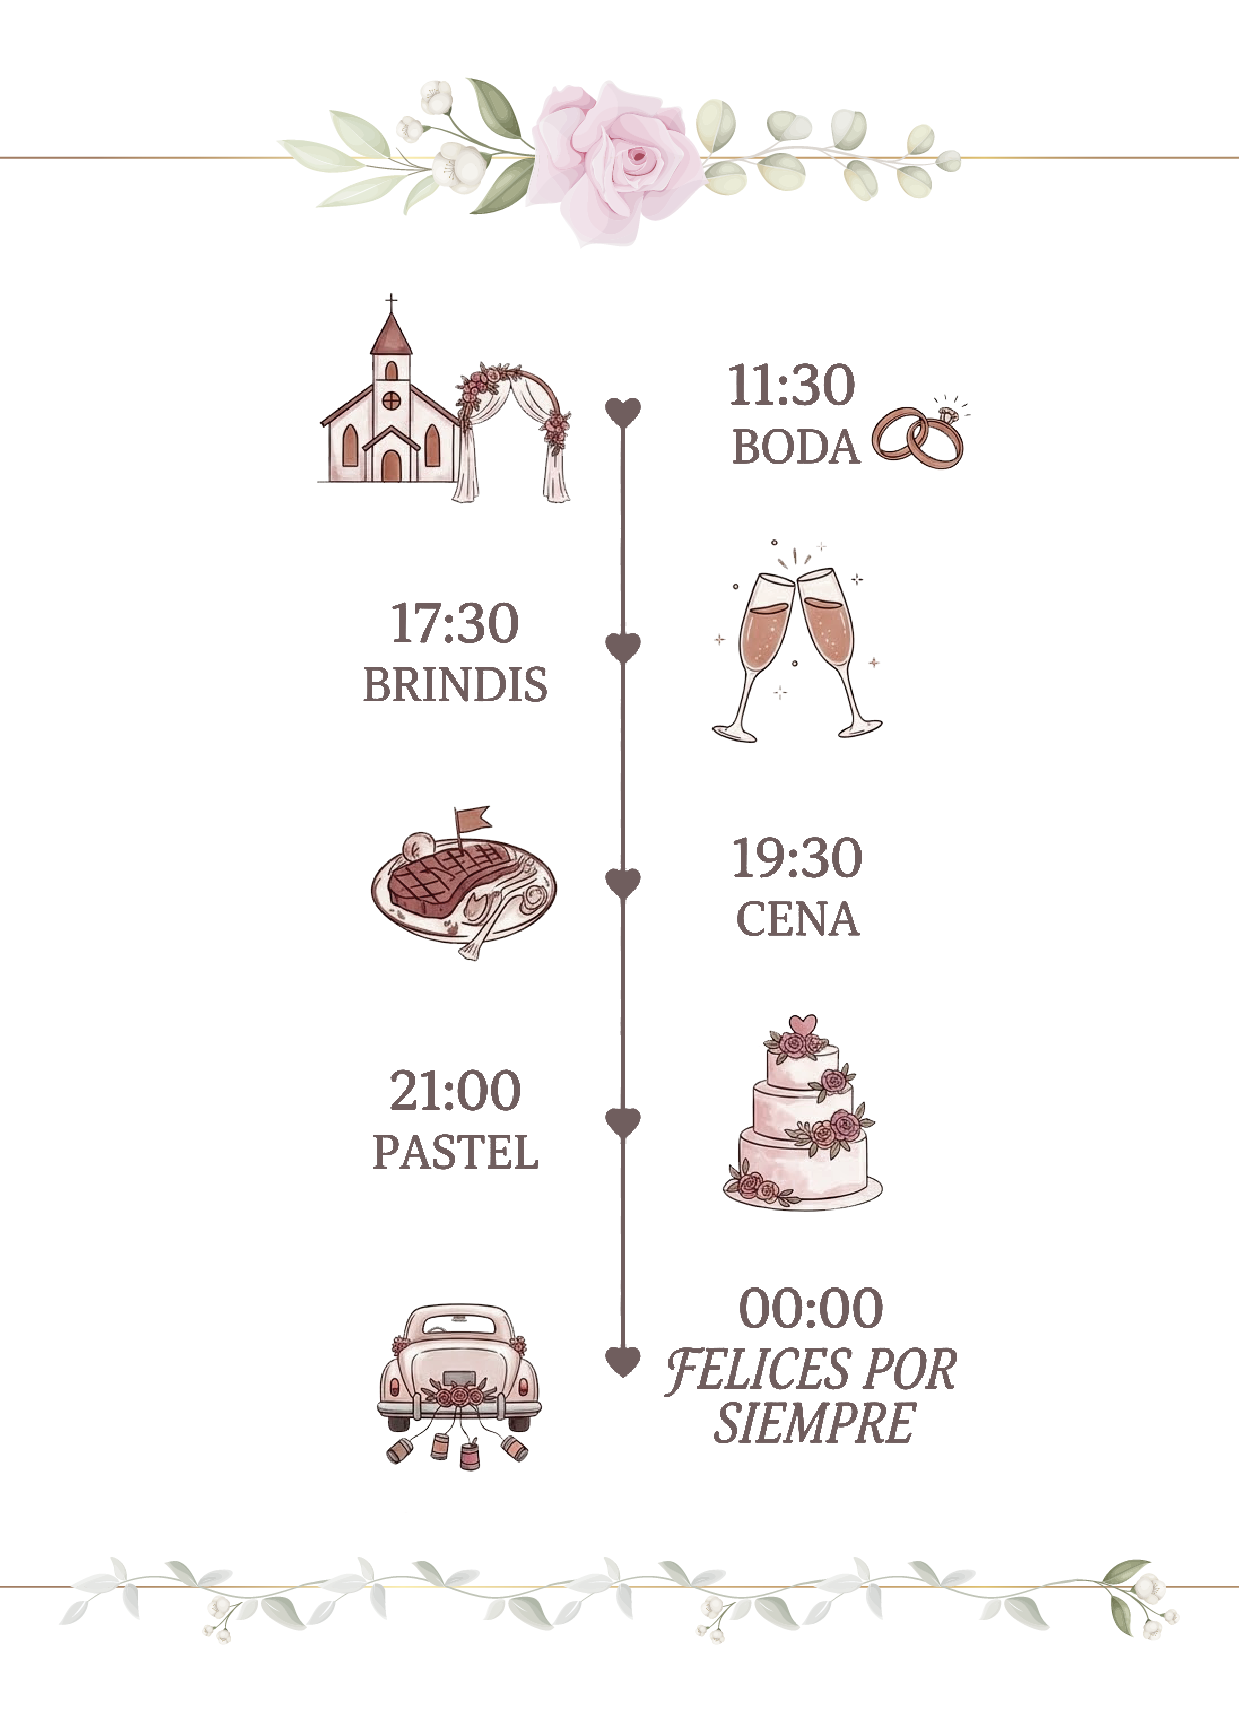 11:30
BODA
17:30
BRINDIS
19:30
CENA
21:00
PASTEL
00:00
FELICES POR
SIEMPRE